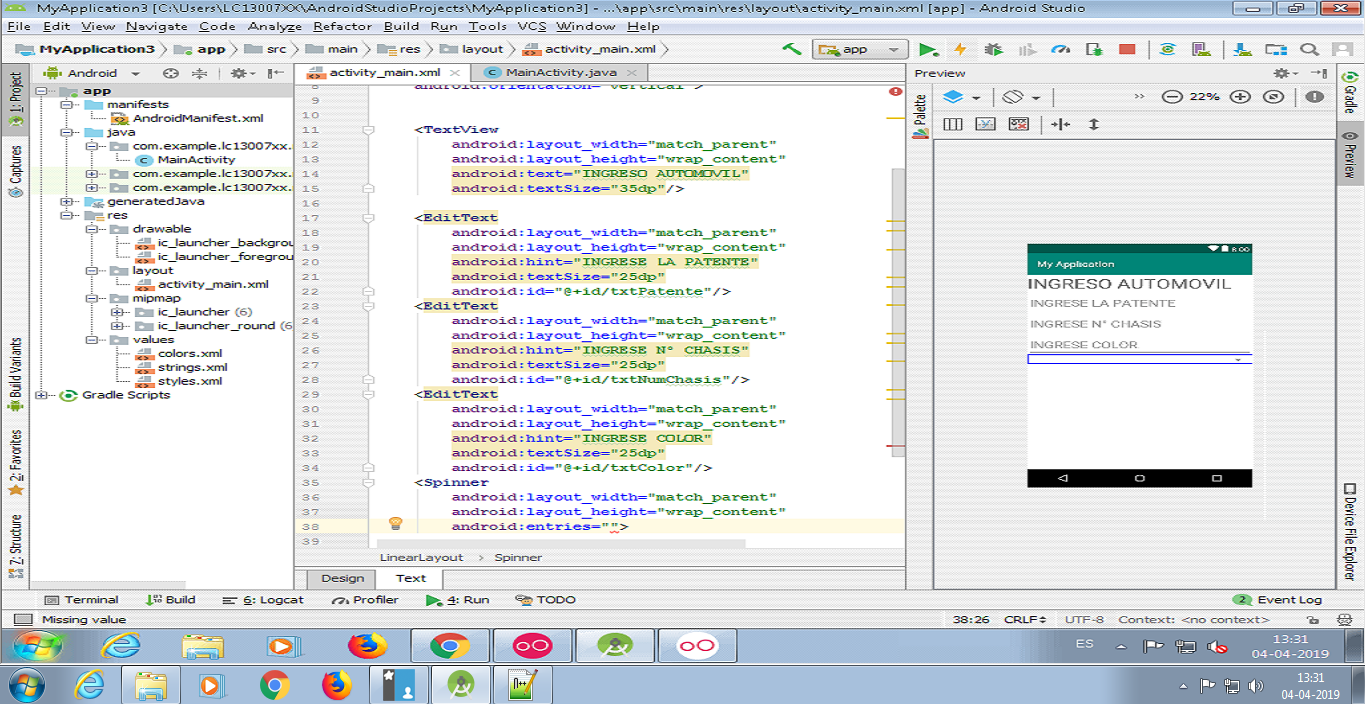 MyApplication3 [C:\Users\LC13007XX\AndroidStudioProjects\MyApplication3] - ...\app\src\main\res\layout\activity_main.xml [app] - Android Studio
File Edit View Navigate Code Analyze Refactor Build Run Tools VCS Window Help
MyApplication3 app src main res layout activity_main.xml app
Android
activity_main.xml MainActivity.java
Preview
1: Project
Captures
Build Variants
2: Favorites
Z: Structure
app
manifests
AndroidManifest.xml
java
com.example.lc13007xx.
MainActivity
com.example.lc13007xx.
com.example.lc13007xx.
generatedJava
res
drawable
ic_launcher_backgrou
ic_launcher_foregrou
layout
activity_main.xml
mipmap
ic_launcher (6)
ic_launcher_round (6
values
colors.xml
strings.xml
styles.xml
Gradle Scripts
8 android:orientation="vertical">
9
10
11 <TextView
12 android:layout_width="match_parent"
13 android:layout_height="wrap_content"
14 android:text="INGRESO AUTOMOVIL"
15 android:textSize="35dp"/>
16
17 <EditText
18 android:layout_width="match_parent"
19 android:layout_height="wrap_content"
20 android:hint="INGRESE LA PATENTE"
21 android:textSize="25dp"
22 android:id="@+id/txtPatente"/>
23 <EditText
24 android:layout_width="match_parent"
25 android:layout_height="wrap_content"
26 android:hint="INGRESE N° CHASIS"
27 android:textSize="25dp"
28 android:id="@+id/txtNumChasis"/>
29 <EditText
30 android:layout_width="match_parent"
31 android:layout_height="wrap_content"
32 android:hint="INGRESE COLOR"
33 android:textSize="25dp"
34 android:id="@+id/txtColor"/>
35 <Spinner
36 android:layout_width="match_parent"
37 android:layout_height="wrap_content"
38 android:entries="">
39
LinearLayout > Spinner
Design Text
Palette
22%
8:00
My Application
INGRESO AUTOMOVIL
INGRESE LA PATENTE
INGRESE N° CHASIS
INGRESE COLOR
Gradle
Preview
Device File Explorer
Terminal Build 6: Logcat Profiler 4: Run TODO
2 Event Log
Missing value
38:26 CRLF UTF-8 Context: <no context>
ES
13:31
04-04-2019
13:31
04-04-2019